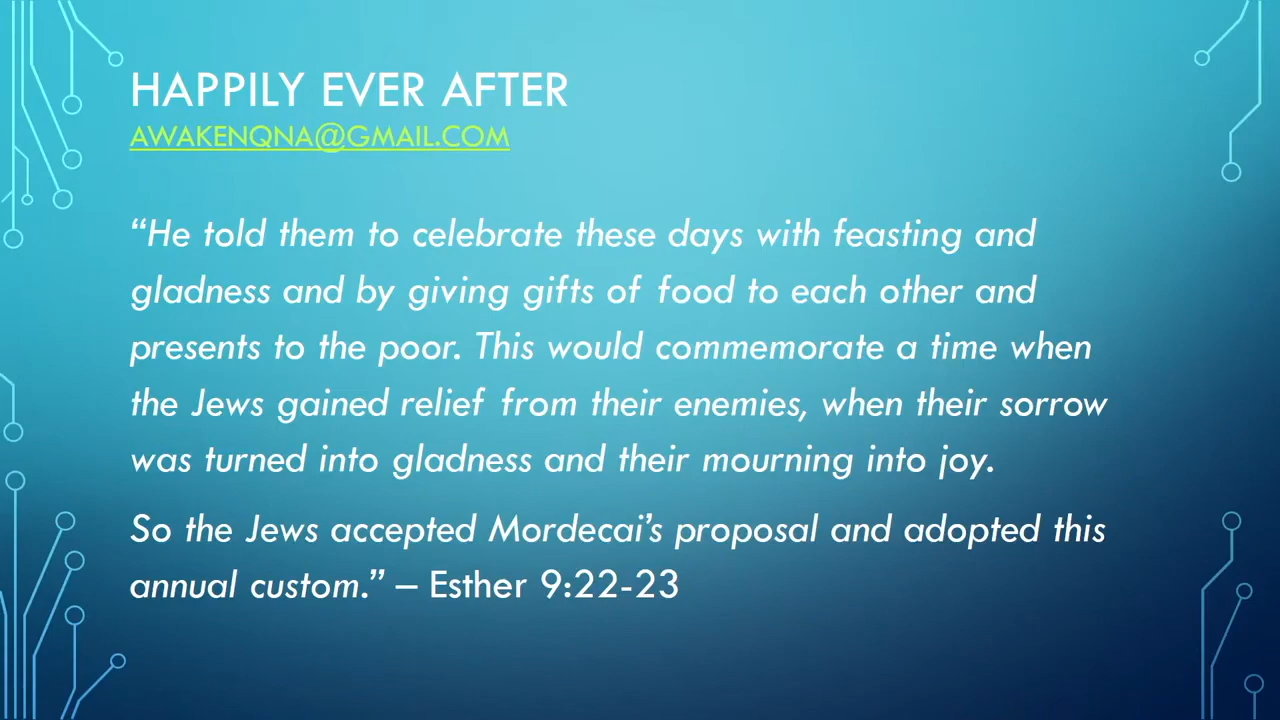 HAPPILY EVER AFTER
AWAKENQNA@GMAIL.COM
“He told them to celebrate these days with feasting and
gladness and by giving gifts of food to each other and
presents to the poor. This would commemorate a time when
the Jews gained relief from their enemies, when their sorrow
was turned into gladness and their mourning into joy.
So the Jews accepted Mordecai’s proposal and adopted this
annual custom.” – Esther 9:22-23